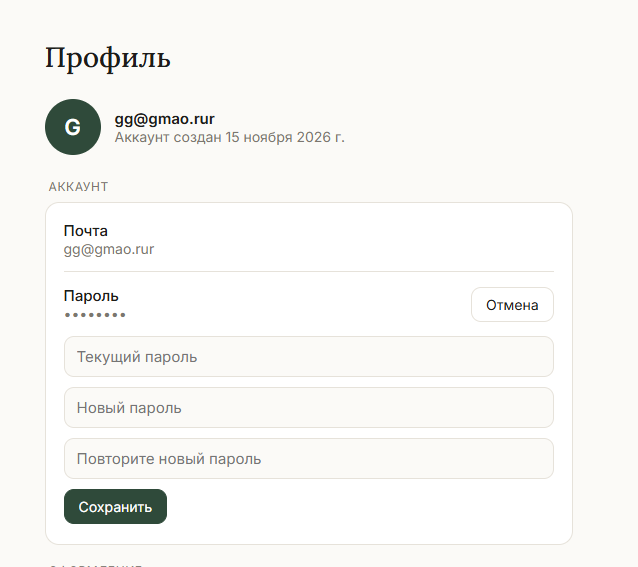 Профиль
G
gg@gmao.rur
Аккаунт создан 15 ноября 2026 г.
АККАУНТ
Почта
gg@gmao.rur
Пароль
••••••••
Отмена
Текущий пароль
Новый пароль
Повторите новый пароль
Сохранить